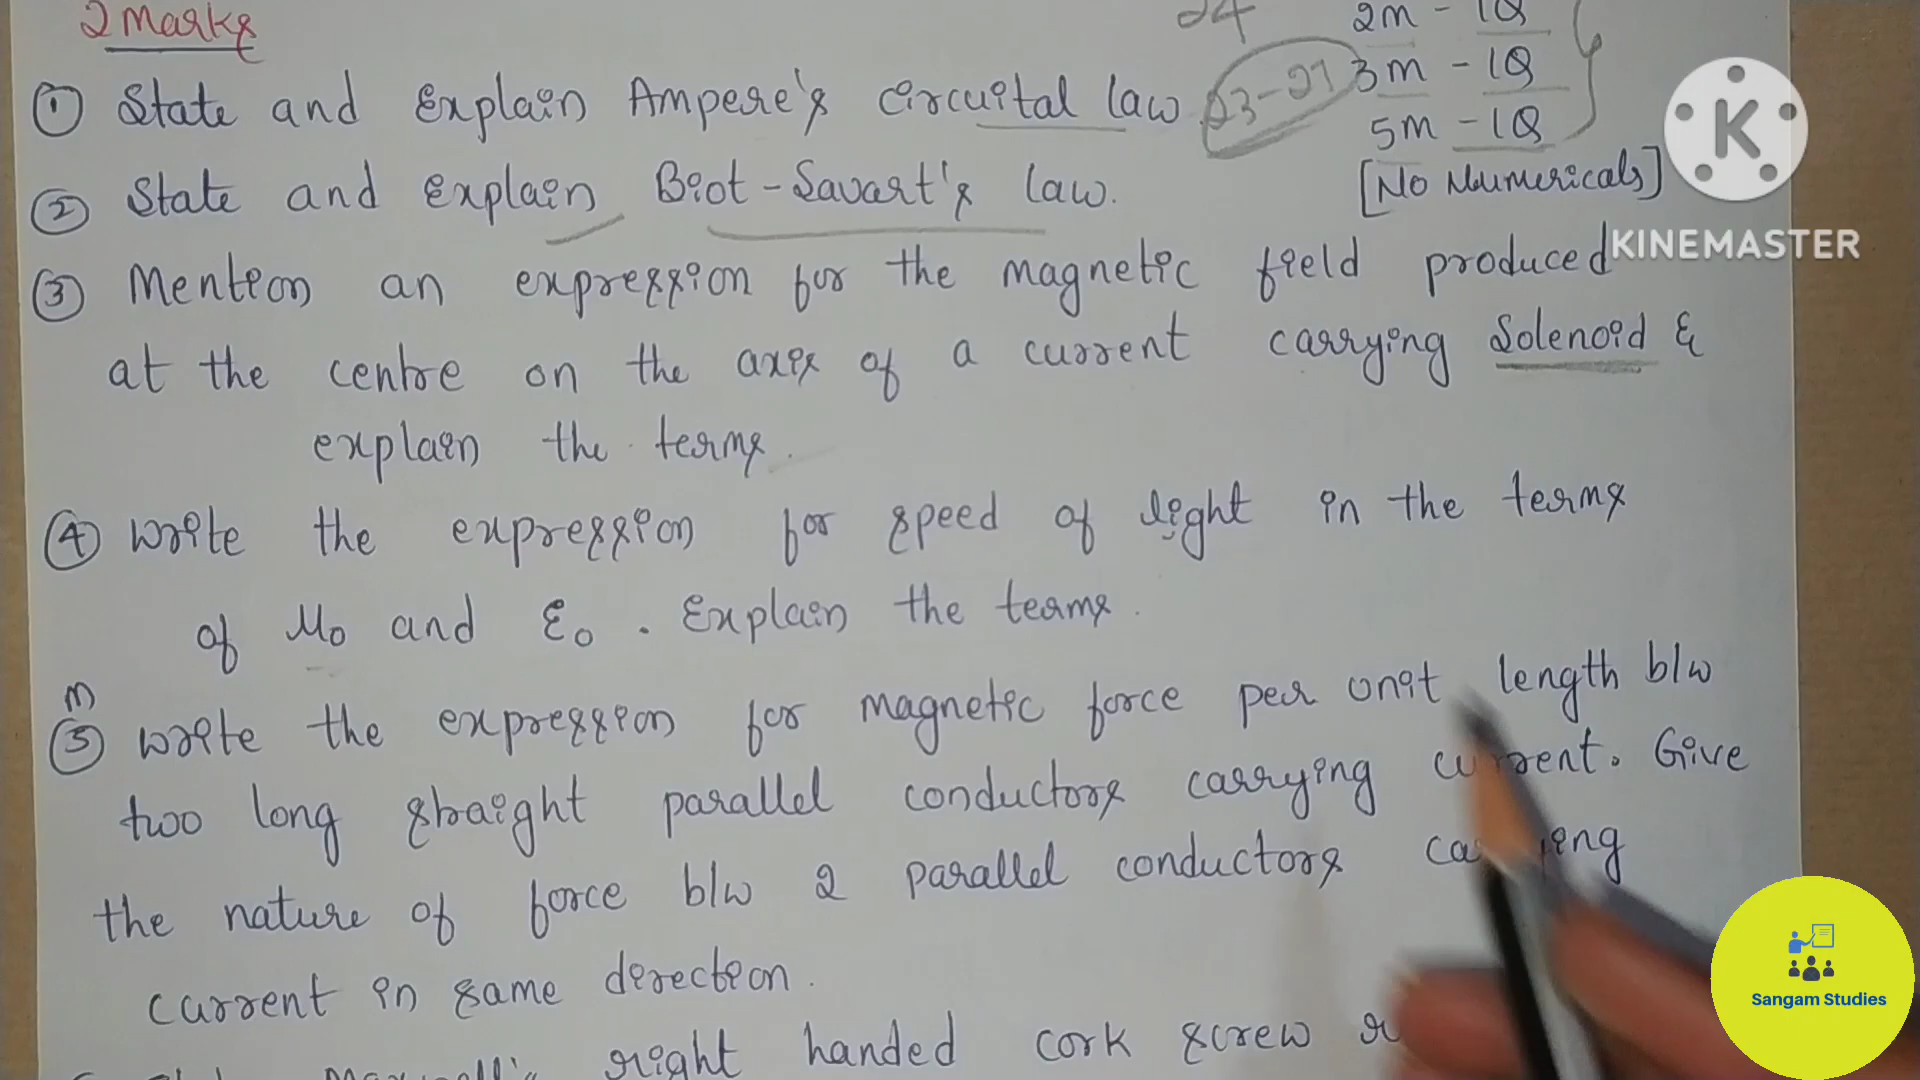 2 Marks
24
2m - 1Q
23-27 3m - 1Q
5m - 1Q
[No Numericals]
① State and Explain Ampere's circuital law
② State and explain Biot-Savart's law.
③ Mention an expression for the magnetic field produced
at the centre on the axis of a current carrying Solenoid &
explain the terms.
④ Write the expression for speed of light in the terms
of μ₀ and ε₀. Explain the terms.
m
⑤ Write the expression for magnetic force per unit length b/w
two long straight parallel conductors carrying current. Give
the nature of force b/w 2 parallel conductors
current in same direction.
right handed cork screw
KINEMASTER
Sangam Studies